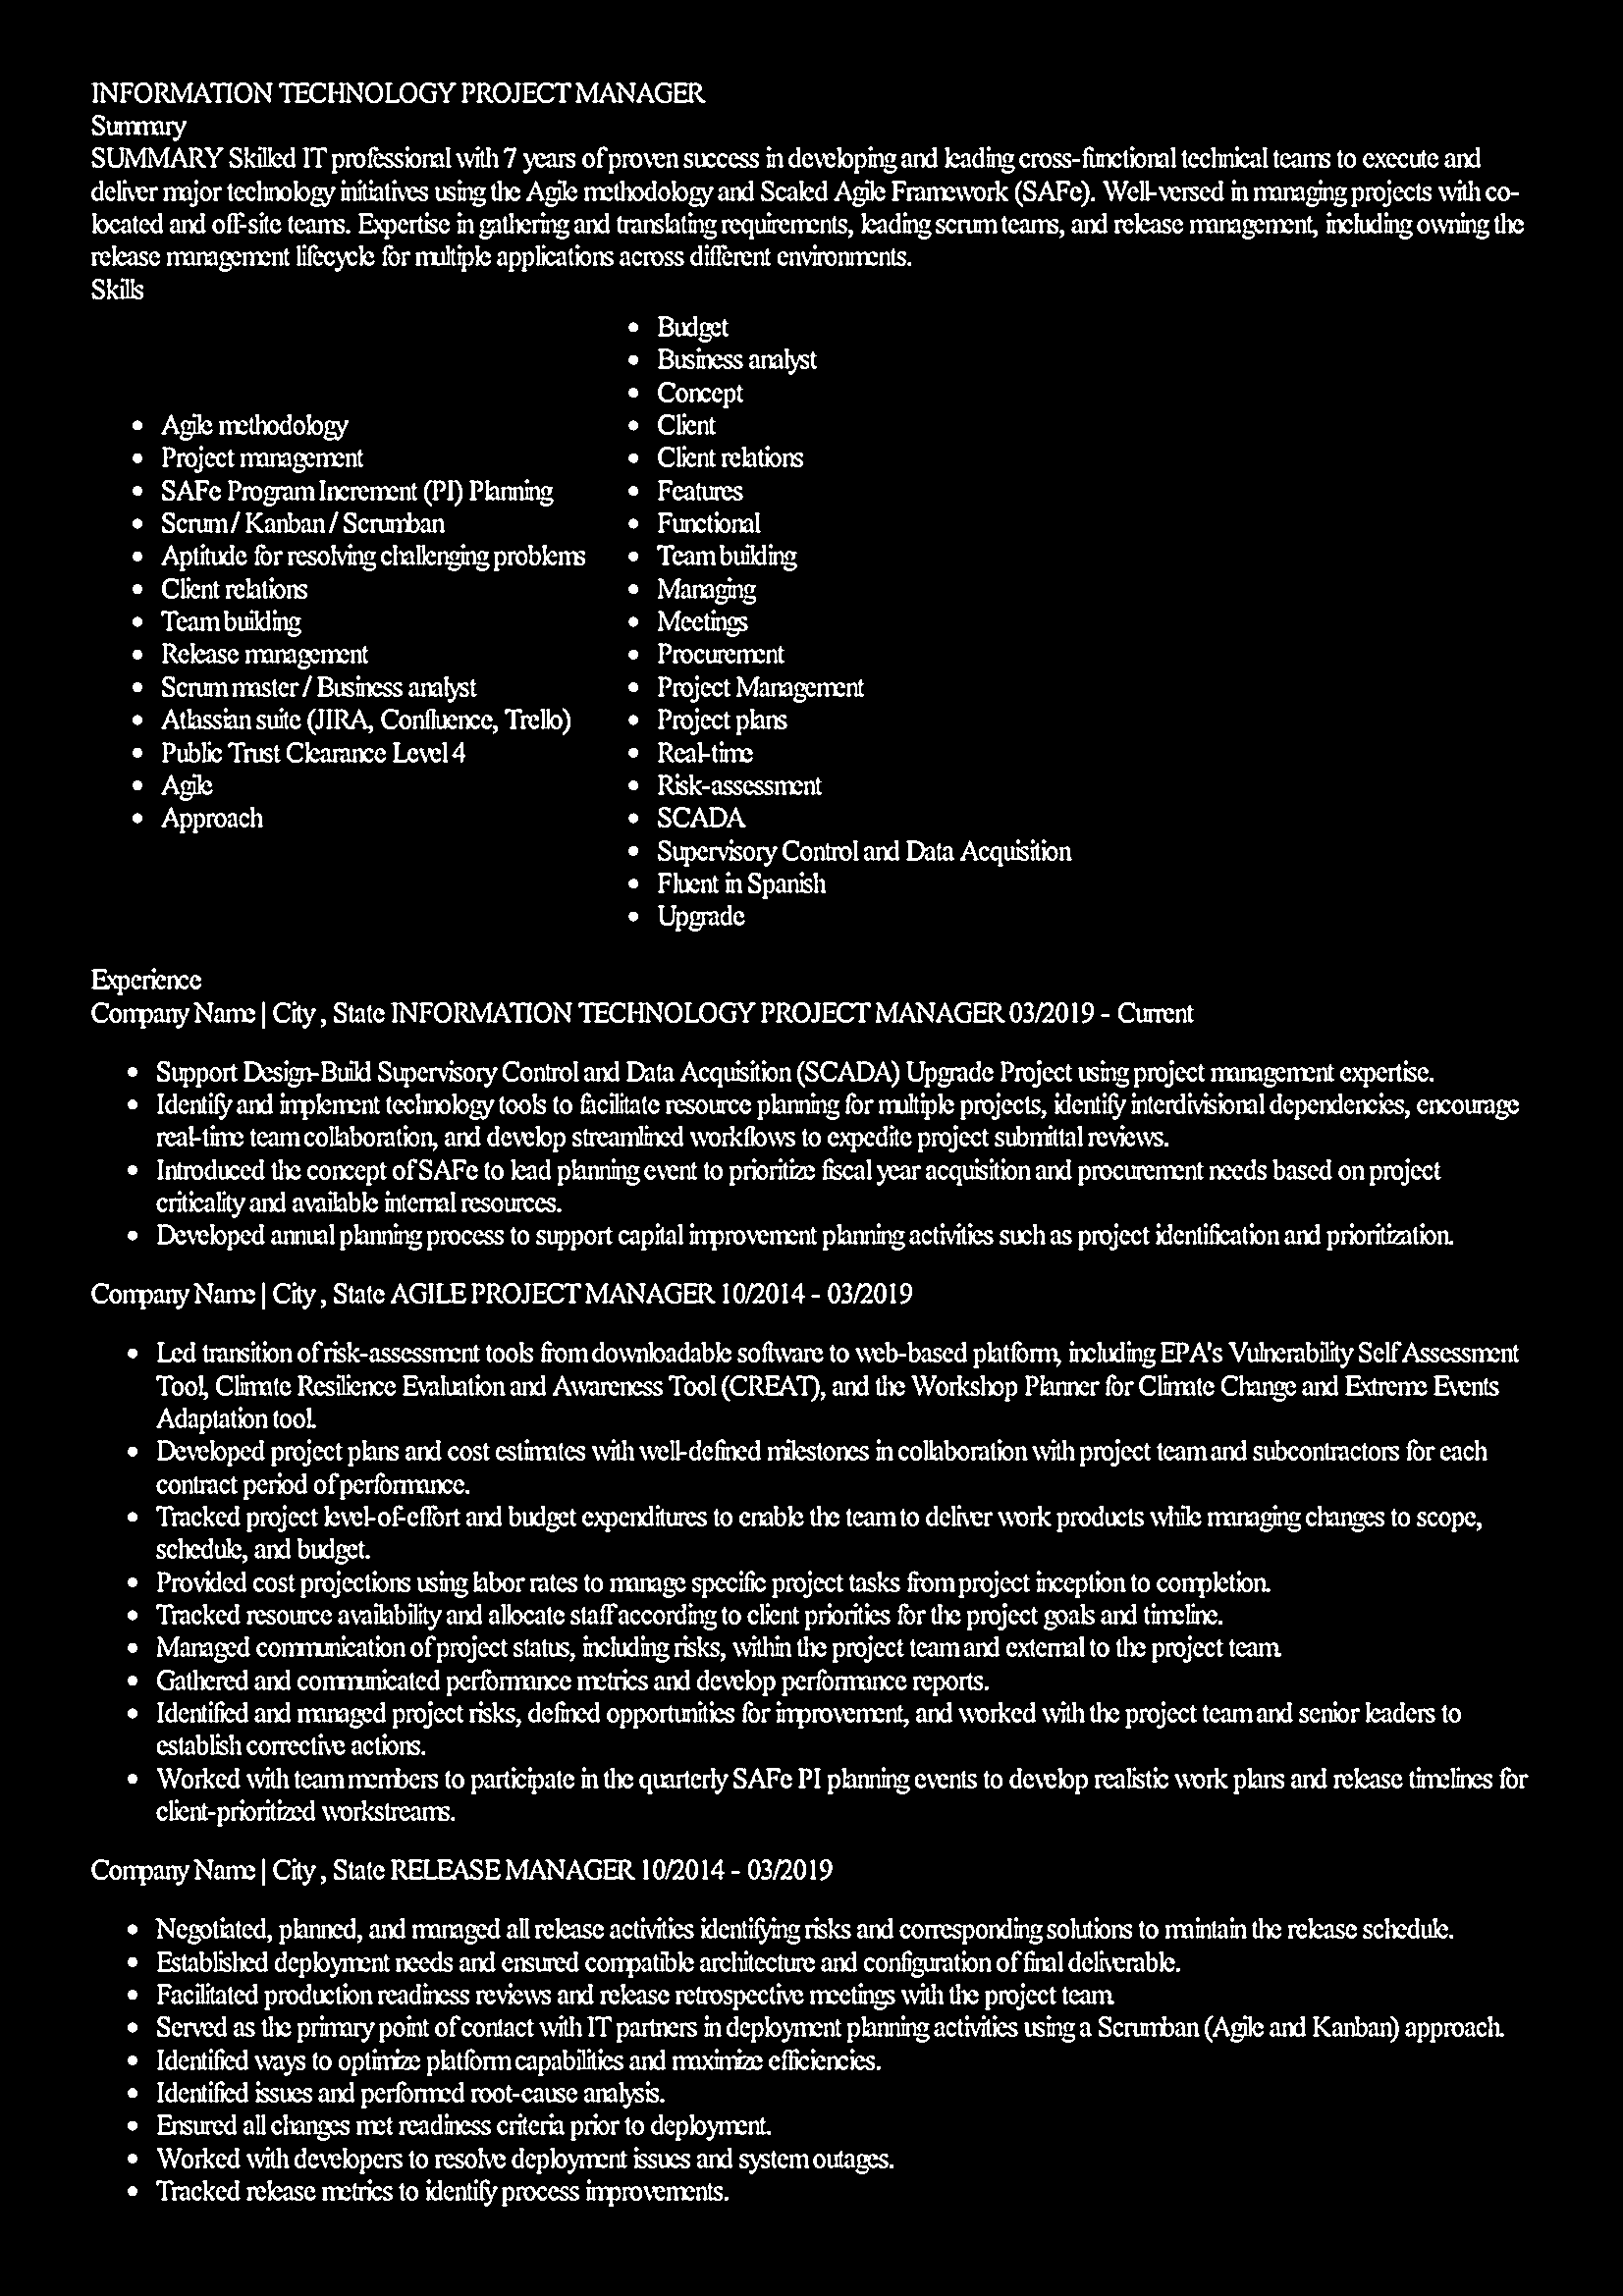 INFORMATION TECHNOLOGY PROJECT MANAGER
Summary
SUMMARY Skilled IT professional with 7 years of proven success in developing and leading cross-functional technical teams to execute and
deliver major technology initiatives using the Agile methodology and Scaled Agile Framework (SAFe). Well-versed in managing projects with co-
located and off-site teams. Expertise in gathering and translating requirements, leading scrum teams, and release management, including owning the
release management lifecycle for multiple applications across different environments.
Skills
• Agile methodology
• Project management
• SAFe Program Increment (PI) Planning
• Scrum / Kanban / Scrumban
• Aptitude for resolving challenging problems
• Client relations
• Team building
• Release management
• Scrum master / Business analyst
• Atlassian suite (JIRA, Confluence, Trello)
• Public Trust Clearance Level 4
• Agile
• Approach
• Budget
• Business analyst
• Concept
• Client
• Client relations
• Features
• Functional
• Team building
• Managing
• Meetings
• Procurement
• Project Management
• Project plans
• Real-time
• Risk-assessment
• SCADA
• Supervisory Control and Data Acquisition
• Fluent in Spanish
• Upgrade
Experience
Company Name | City , State INFORMATION TECHNOLOGY PROJECT MANAGER 03/2019 - Current
• Support Design-Build Supervisory Control and Data Acquisition (SCADA) Upgrade Project using project management expertise.
• Identify and implement technology tools to facilitate resource planning for multiple projects, identify interdivisional dependencies, encourage
real-time team collaboration, and develop streamlined workflows to expedite project submittal reviews.
• Introduced the concept of SAFe to lead planning event to prioritize fiscal year acquisition and procurement needs based on project
criticality and available internal resources.
• Developed annual planning process to support capital improvement planning activities such as project identification and prioritization.
Company Name | City , State AGILE PROJECT MANAGER 10/2014 - 03/2019
• Led transition of risk-assessment tools from downloadable software to web-based platform, including EPA's Vulnerability Self Assessment
Tool, Climate Resilience Evaluation and Awareness Tool (CREAT), and the Workshop Planner for Climate Change and Extreme Events
Adaptation tool.
• Developed project plans and cost estimates with well-defined milestones in collaboration with project team and subcontractors for each
contract period of performance.
• Tracked project level-of-effort and budget expenditures to enable the team to deliver work products while managing changes to scope,
schedule, and budget.
• Provided cost projections using labor rates to manage specific project tasks from project inception to completion.
• Tracked resource availability and allocate staff according to client priorities for the project goals and timeline.
• Managed communication of project status, including risks, within the project team and external to the project team.
• Gathered and communicated performance metrics and develop performance reports.
• Identified and managed project risks, defined opportunities for improvement, and worked with the project team and senior leaders to
establish corrective actions.
• Worked with team members to participate in the quarterly SAFe PI planning events to develop realistic work plans and release timelines for
client-prioritized workstreams.
Company Name | City , State RELEASE MANAGER 10/2014 - 03/2019
• Negotiated, planned, and managed all release activities identifying risks and corresponding solutions to maintain the release schedule.
• Established deployment needs and ensured compatible architecture and configuration of final deliverable.
• Facilitated production readiness reviews and release retrospective meetings with the project team.
• Served as the primary point of contact with IT partners in deployment planning activities using a Scrumban (Agile and Kanban) approach.
• Identified ways to optimize platform capabilities and maximize efficiencies.
• Identified issues and performed root-cause analysis.
• Ensured all changes met readiness criteria prior to deployment.
• Worked with developers to resolve deployment issues and system outages.
• Tracked release metrics to identify process improvements.